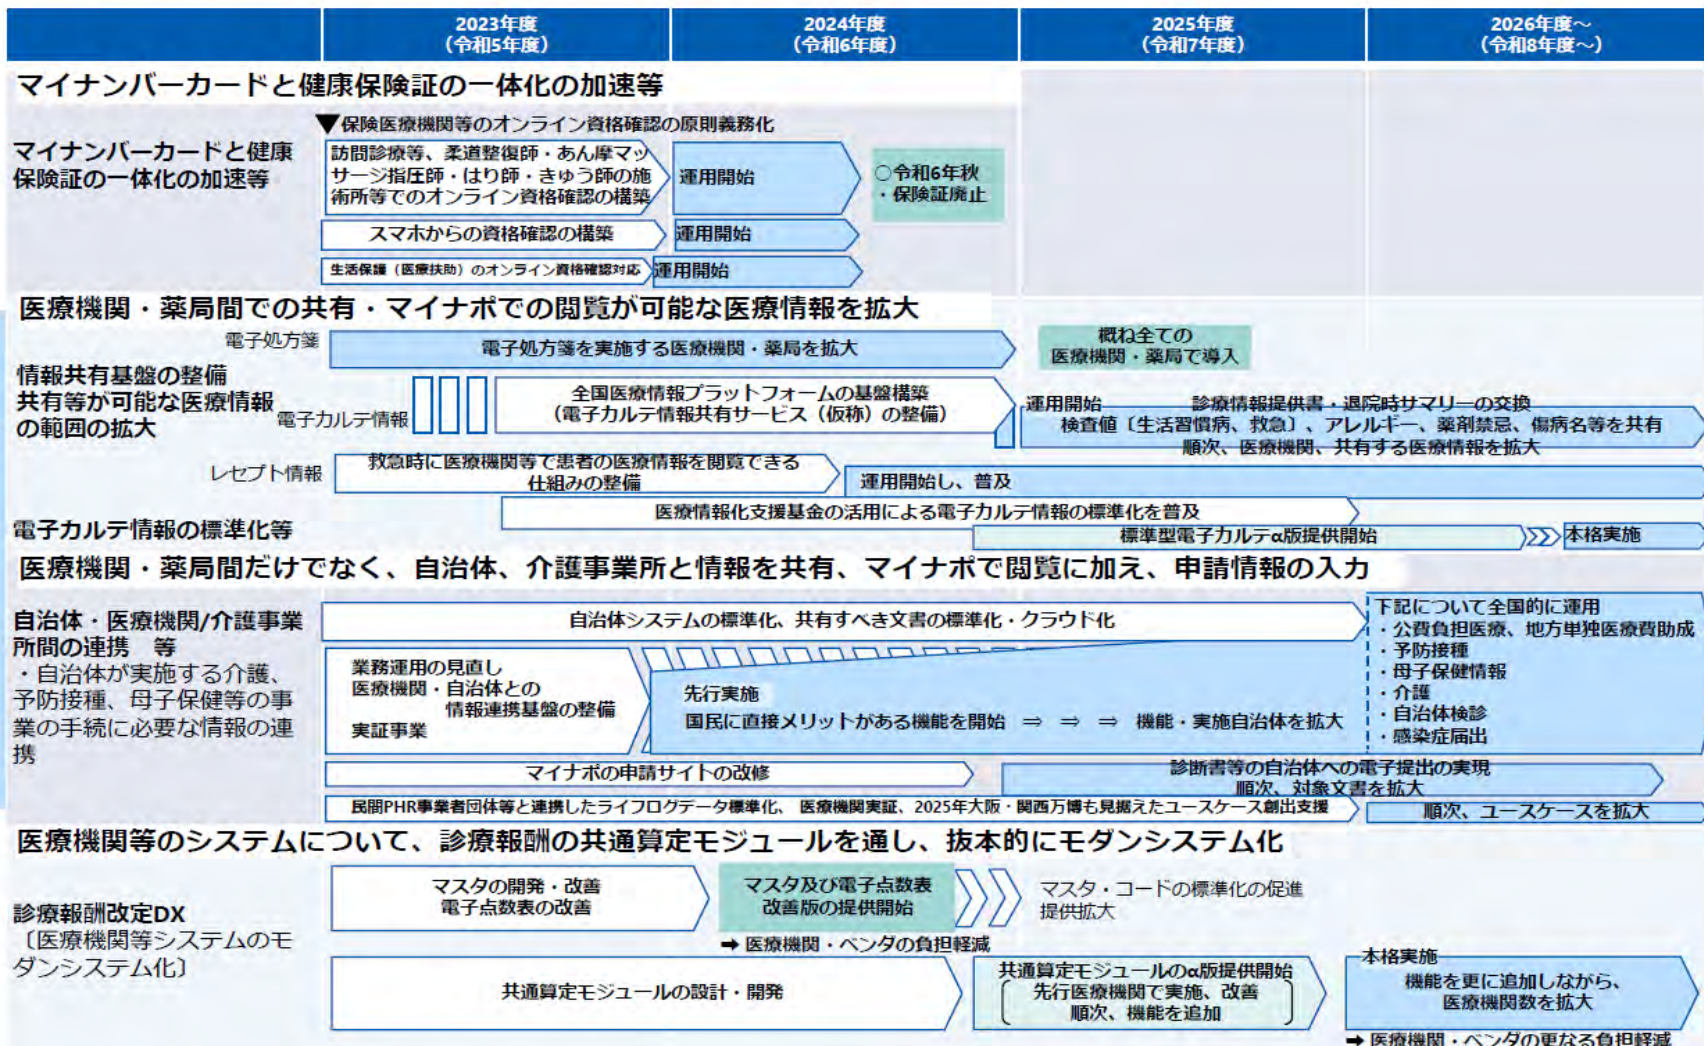 2023年度
（令和5年度）
2024年度
（令和6年度）
2025年度
（令和7年度）
2026年度～
（令和8年度～）
マイナンバーカードと健康保険証の一体化の加速等
マイナンバーカードと健康
保険証の一体化の加速等
▼保険医療機関等のオンライン資格確認の原則義務化
訪問診療等、柔道整復師・あん摩マッ
サージ指圧師・はり師・きゅう師の施
術所等でのオンライン資格確認の構築
運用開始
○令和6年秋
・保険証廃止
スマホからの資格確認の構築
運用開始
生活保護（医療扶助）のオンライン資格確認対応
運用開始
医療機関・薬局間での共有・マイナポでの閲覧が可能な医療情報を拡大
情報共有基盤の整備
共有等が可能な医療情報
の範囲の拡大
電子処方箋
電子処方箋を実施する医療機関・薬局を拡大
概ね全ての
医療機関・薬局で導入
電子カルテ情報
全国医療情報プラットフォームの基盤構築
（電子カルテ情報共有サービス（仮称）の整備）
運用開始
診療情報提供書・退院時サマリーの交換
検査値〔生活習慣病、救急〕、アレルギー、薬剤禁忌、傷病名等を共有
順次、医療機関、共有する医療情報を拡大
レセプト情報
救急時に医療機関等で患者の医療情報を閲覧できる
仕組みの整備
運用開始し、普及
電子カルテ情報の標準化等
医療情報化支援基金の活用による電子カルテ情報の標準化を普及
標準型電子カルテα版提供開始
本格実施
医療機関・薬局間だけでなく、自治体、介護事業所と情報を共有、マイナポで閲覧に加え、申請情報の入力
自治体・医療機関/介護事業
所間の連携 等
・自治体が実施する介護、
予防接種、母子保健等の事
業の手続に必要な情報の連
携
自治体システムの標準化、共有すべき文書の標準化・クラウド化
業務運用の見直し
医療機関・自治体との
情報連携基盤の整備
実証事業
先行実施
国民に直接メリットがある機能を開始 ⇒ ⇒ ⇒ 機能・実施自治体を拡大
下記について全国的に運用
・公費負担医療、地方単独医療費助成
・予防接種
・母子保健情報
・介護
・自治体検診
・感染症届出
マイナポの申請サイトの改修
診断書等の自治体への電子提出の実現
順次、対象文書を拡大
民間PHR事業者団体等と連携したライフログデータ標準化、 医療機関実証、2025年大阪・関西万博も見据えたユースケース創出支援
順次、ユースケースを拡大
医療機関等のシステムについて、診療報酬の共通算定モジュールを通し、抜本的にモダンシステム化
診療報酬改定DX
〔医療機関等システムのモ
ダンシステム化〕
マスタの開発・改善
電子点数表の改善
マスタ及び電子点数表
改善版の提供開始
マスタ・コードの標準化の促進
提供拡大
➡ 医療機関・ベンダの負担軽減
共通算定モジュールの設計・開発
共通算定モジュールのα版提供開始
先行医療機関で実施、改善
順次、機能を追加
本格実施
機能を更に追加しながら、
医療機関数を拡大
➡ 医療機関・ベンダの更なる負担軽減